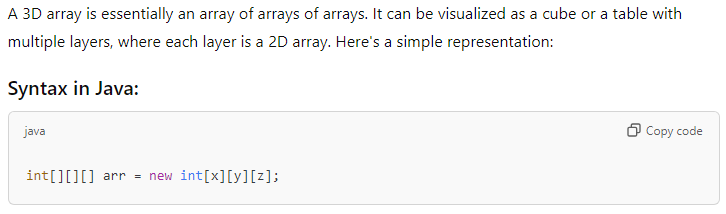 A 3D array is essentially an array of arrays of arrays. It can be visualized as a cube or a table with
multiple layers, where each layer is a 2D array. Here's a simple representation:
Syntax in Java:
java
Copy code
int[][][] arr = new int[x][y][z];